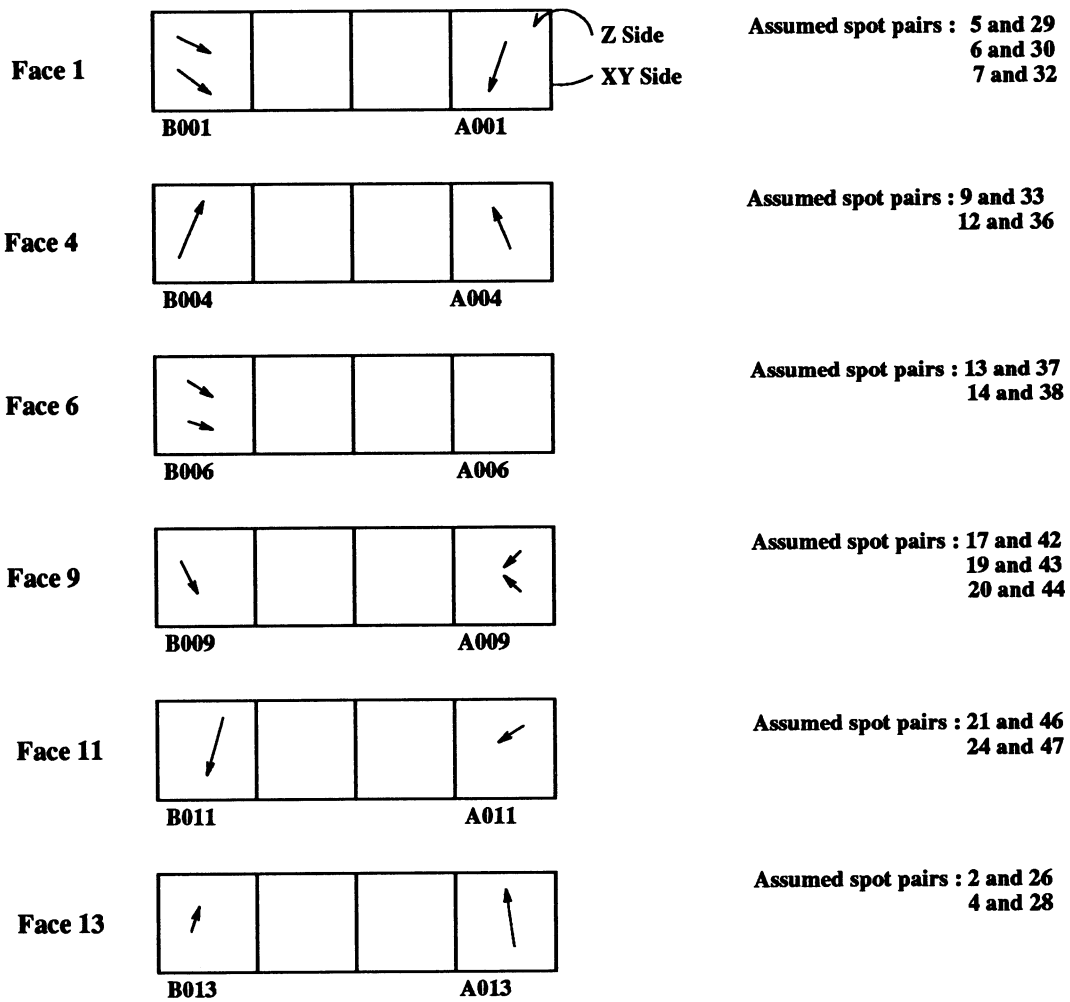 Face 1
Z Side
XY Side
B001
A001
Assumed spot pairs : 5 and 29
6 and 30
7 and 32
Face 4
B004
A004
Assumed spot pairs : 9 and 33
12 and 36
Face 6
B006
A006
Assumed spot pairs : 13 and 37
14 and 38
Face 9
B009
A009
Assumed spot pairs : 17 and 42
19 and 43
20 and 44
Face 11
B011
A011
Assumed spot pairs : 21 and 46
24 and 47
Face 13
B013
A013
Assumed spot pairs : 2 and 26
4 and 28